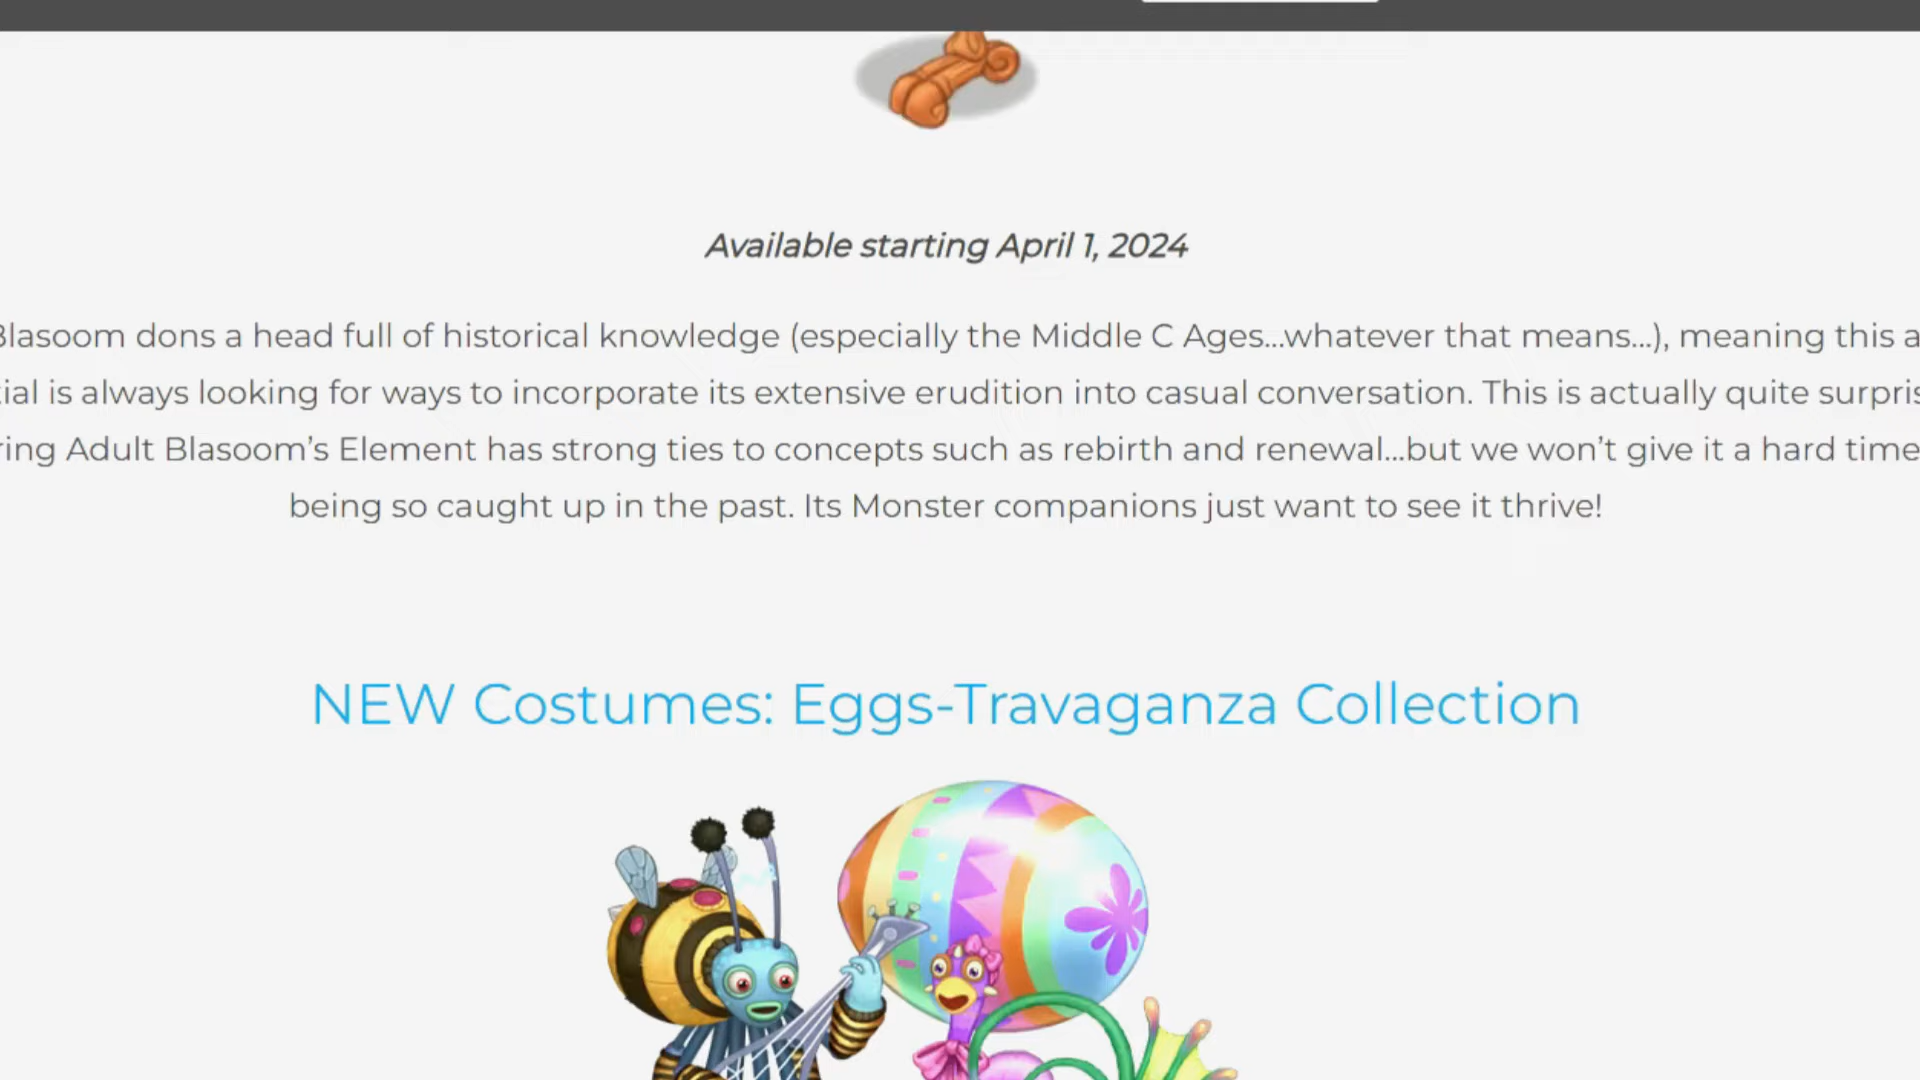 Available starting April 1, 2024
Blasoom dons a head full of historical knowledge (especially the Middle C Ages...whatever that means...), meaning this a
ial is always looking for ways to incorporate its extensive erudition into casual conversation. This is actually quite surpris
ring Adult Blasoom’s Element has strong ties to concepts such as rebirth and renewal...but we won’t give it a hard time
being so caught up in the past. Its Monster companions just want to see it thrive!
NEW Costumes: Eggs-Travaganza Collection